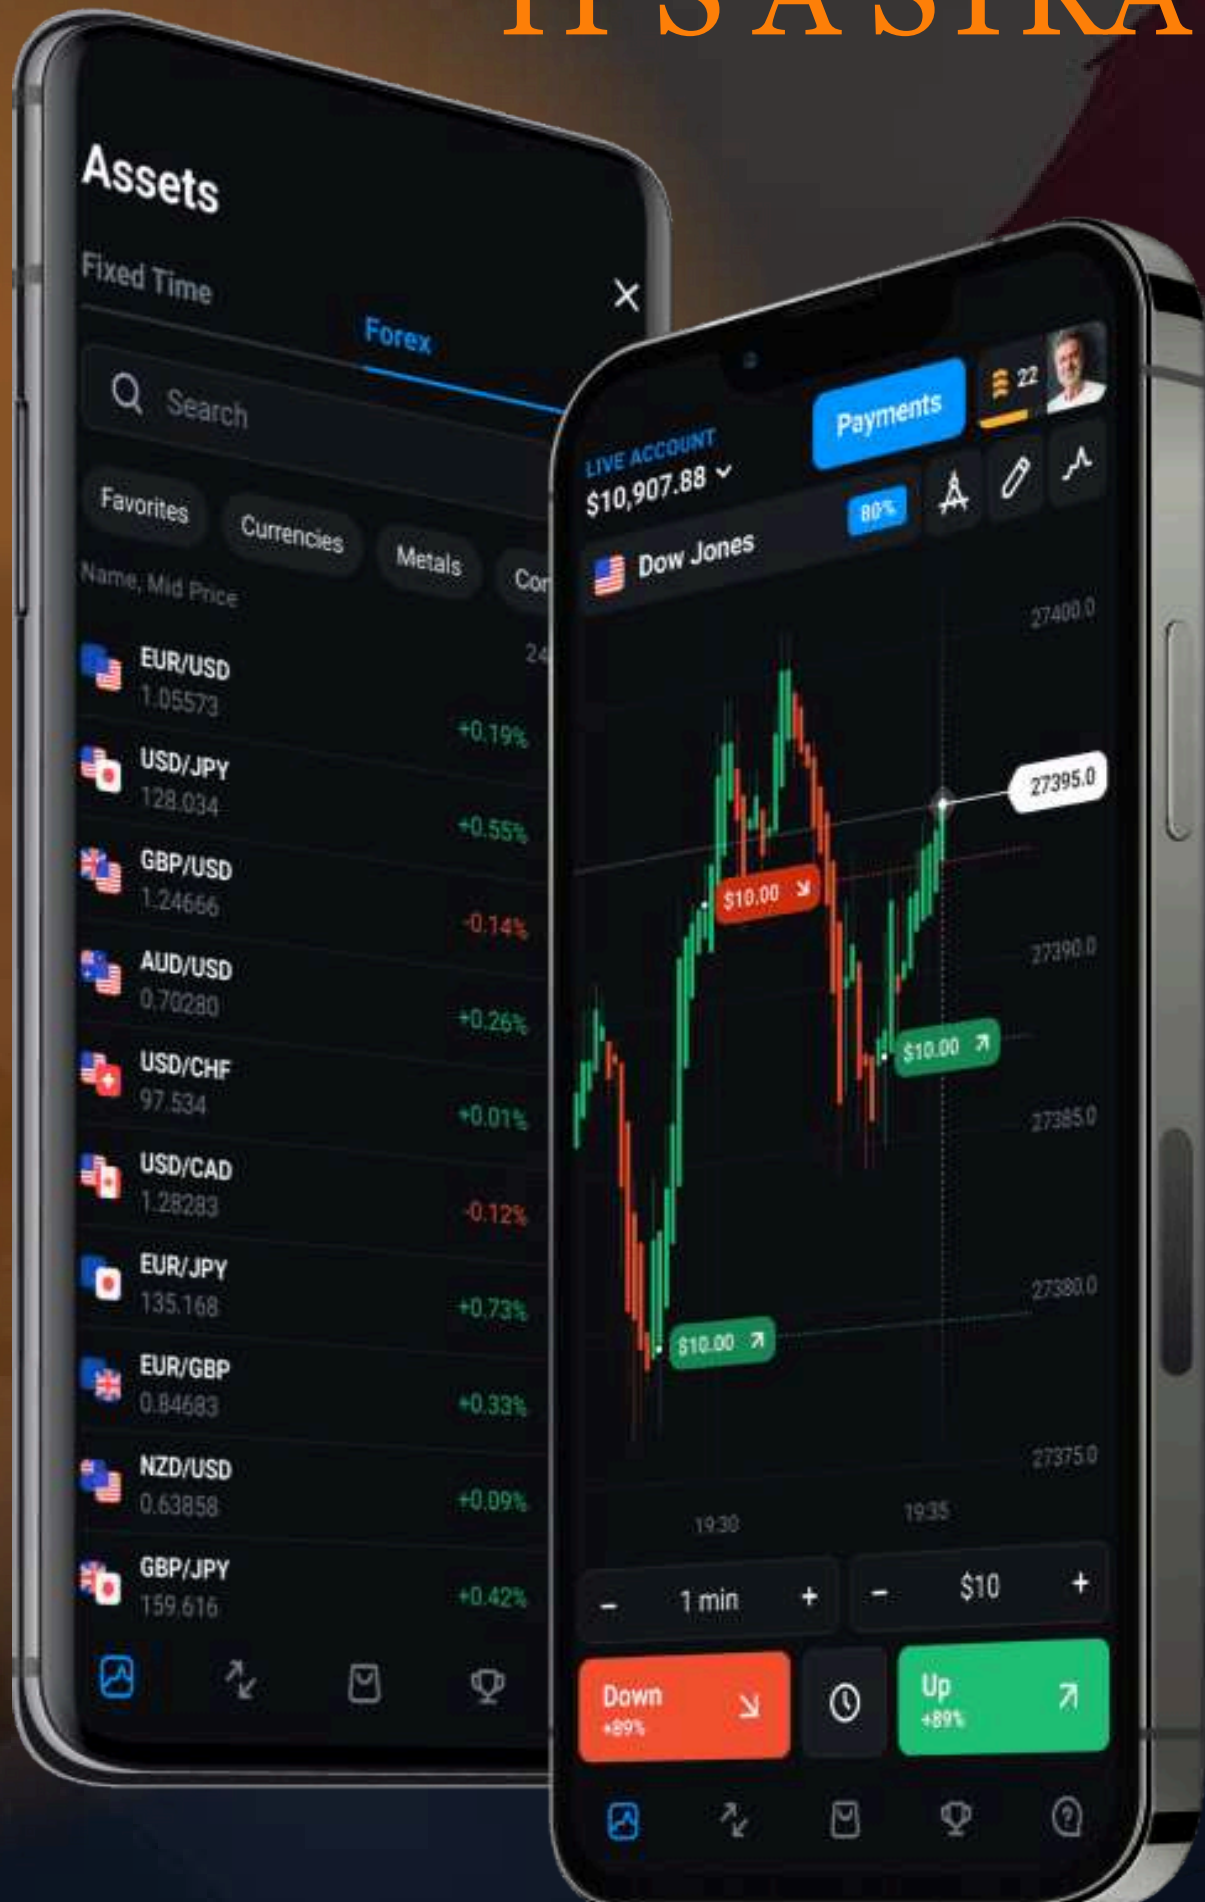 Assets
Fixed Time
Forex
Search
Favorites
Currencies
Metals
Name, Mid Price
24
EUR/USD
1.05573
+0.19%
USD/JPY
128.034
+0.55%
GBP/USD
1.24666
-0.14%
AUD/USD
0.70280
+0.26%
USD/CHF
97.534
+0.01%
USD/CAD
1.28283
-0.12%
EUR/JPY
135.168
+0.73%
EUR/GBP
0.84683
+0.33%
NZD/USD
0.63858
+0.09%
GBP/JPY
159.616
+0.42%
LIVE ACCOUNT
$10,907.88
Payments
22
Dow Jones
80%
27400.0
27395.0
$10.00
27390.0
$10.00
27385.0
27380.0
$10.00
27375.0
19:30 19:35
- 1 min + - $10 +
Down
+89%
Up
+89%